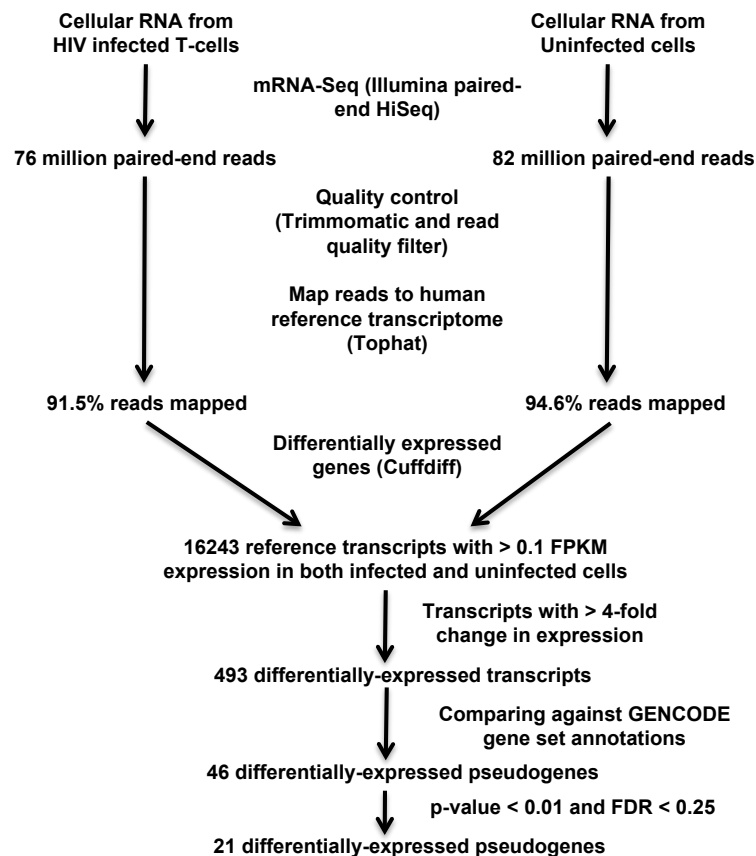 Cellular RNA from
HIV infected T-cells
Cellular RNA from
Uninfected cells
mRNA-Seq (Illumina paired-
end HiSeq)
76 million paired-end reads
82 million paired-end reads
Quality control
(Trimmomatic and read
quality filter)
Map reads to human
reference transcriptome
(Tophat)
91.5% reads mapped
94.6% reads mapped
Differentially expressed
genes (Cuffdiff)
16243 reference transcripts with > 0.1 FPKM
expression in both infected and uninfected cells
Transcripts with > 4-fold
change in expression
493 differentially-expressed transcripts
Comparing against GENCODE
gene set annotations
46 differentially-expressed pseudogenes
p-value < 0.01 and FDR < 0.25
21 differentially-expressed pseudogenes